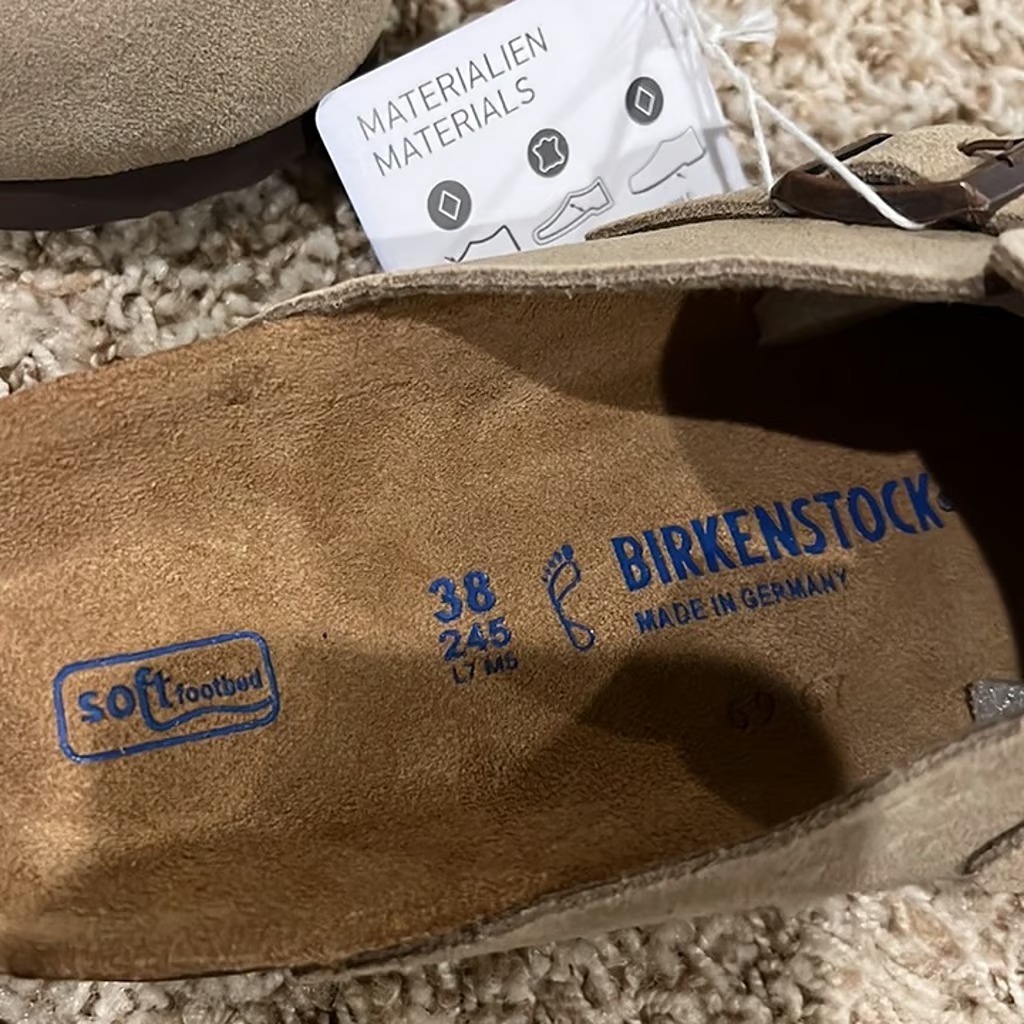 MATERIALIEN
MATERIALS
BIRKENSTOCK
MADE IN GERMANY
38
245
L7 M5
soft footbed